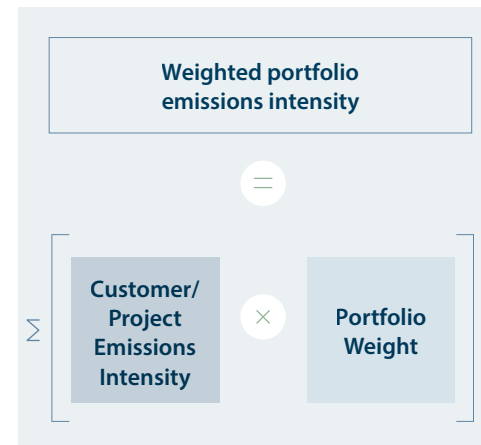 Weighted portfolio
emissions intensity
=
Σ
Customer/
Project
Emissions
Intensity
×
Portfolio
Weight